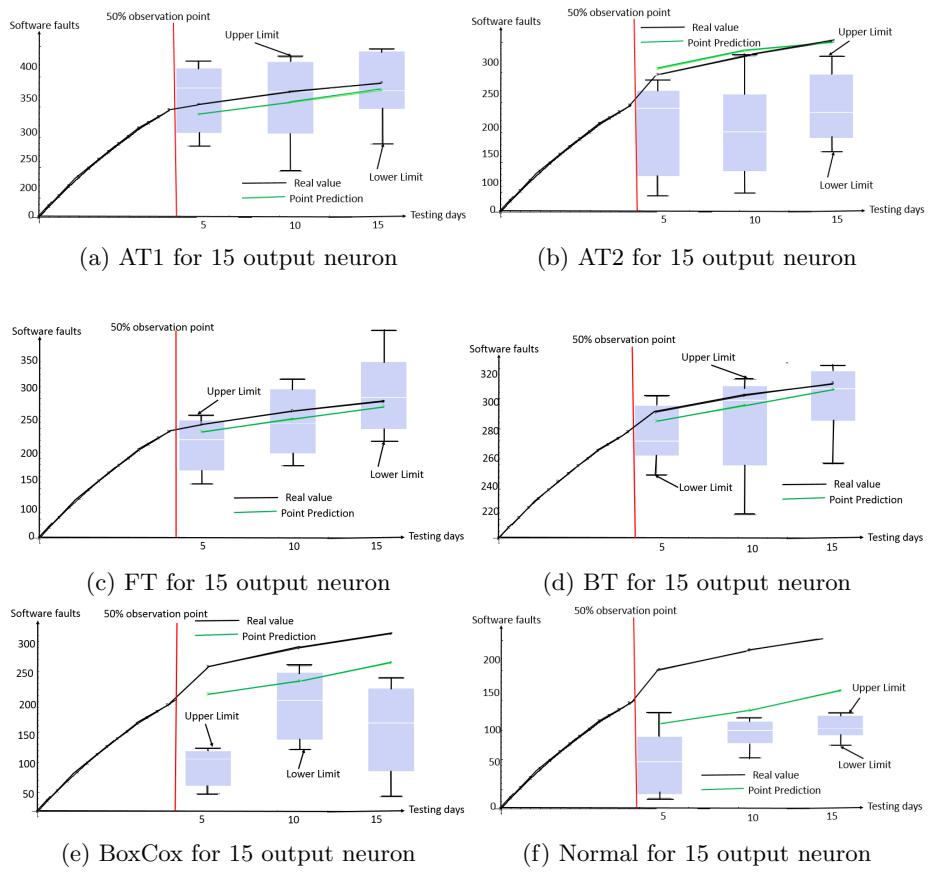 Software faults
50% observation point
Upper Limit
400
350
300
200
0
Lower Limit
Real value
Point Prediction
5
10
15
Testing days
(a) AT1 for 15 output neuron
Software faults
50% observation point
Real value
Point Prediction
Upper Limit
300
200
150
100
0
Lower Limit
5
10
15
Testing days
(b) AT2 for 15 output neuron
Software faults
50% observation point
350
300
250
200
150
100
0
Upper Limit
Lower Limit
Real value
Point Prediction
5
10
15
Testing days
(c) FT for 15 output neuron
Software faults
50% observation point
Upper Limit
320
300
280
260
240
220
Lower Limit
Real value
Point Prediction
5
10
15
Testing days
(d) BT for 15 output neuron
Software faults
50% observation point
Real value
Point Prediction
300
250
200
150
100
50
Upper Limit
Lower Limit
5
10
15
Testing days
(e) BoxCox for 15 output neuron
Software faults
50% observation point
200
150
100
50
0
Upper Limit
Lower Limit
Real value
Point Prediction
5
10
15
Testing days
(f) Normal for 15 output neuron